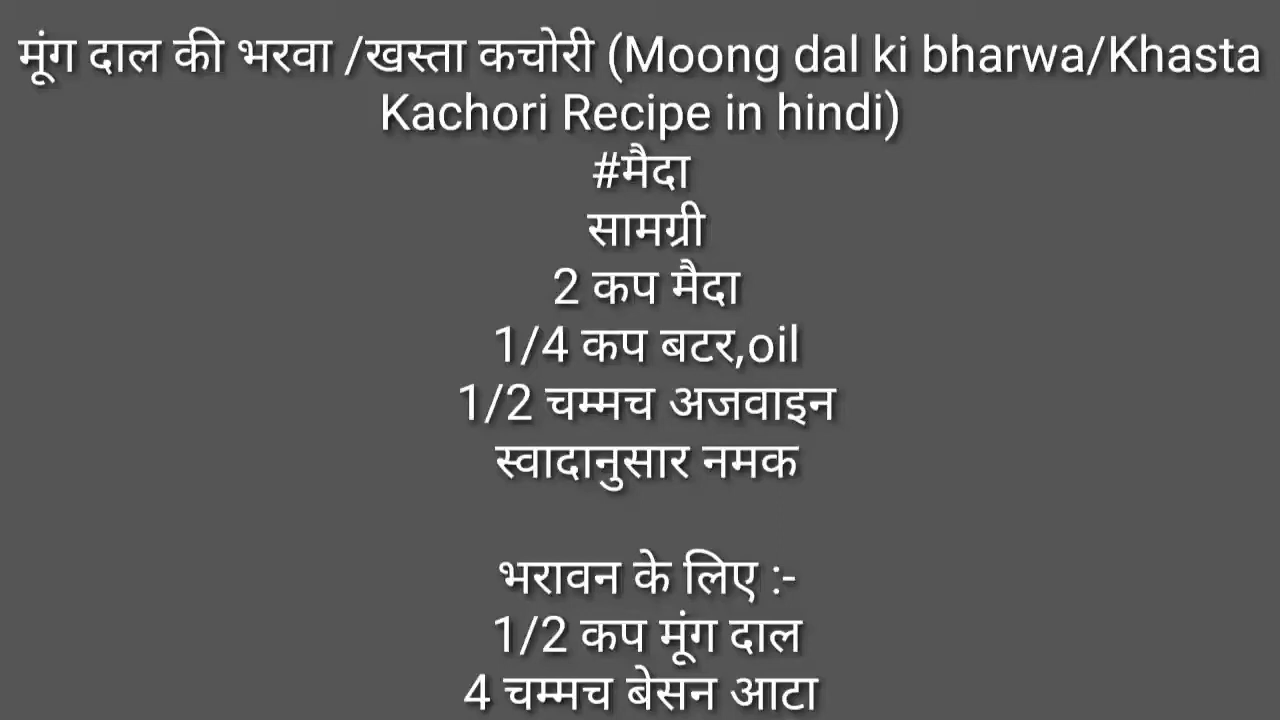 मूंग दाल की भरवा /खस्ता कचोरी (Moong dal ki bharwa/Khasta
Kachori Recipe in hindi)
#मैदा
सामग्री
2 कप मैदा
1/4 कप बटर,oil
1/2 चम्मच अजवाइन
स्वादानुसार नमक
भरावन के लिए :-
1/2 कप मूंग दाल
4 चम्मच बेसन आटा